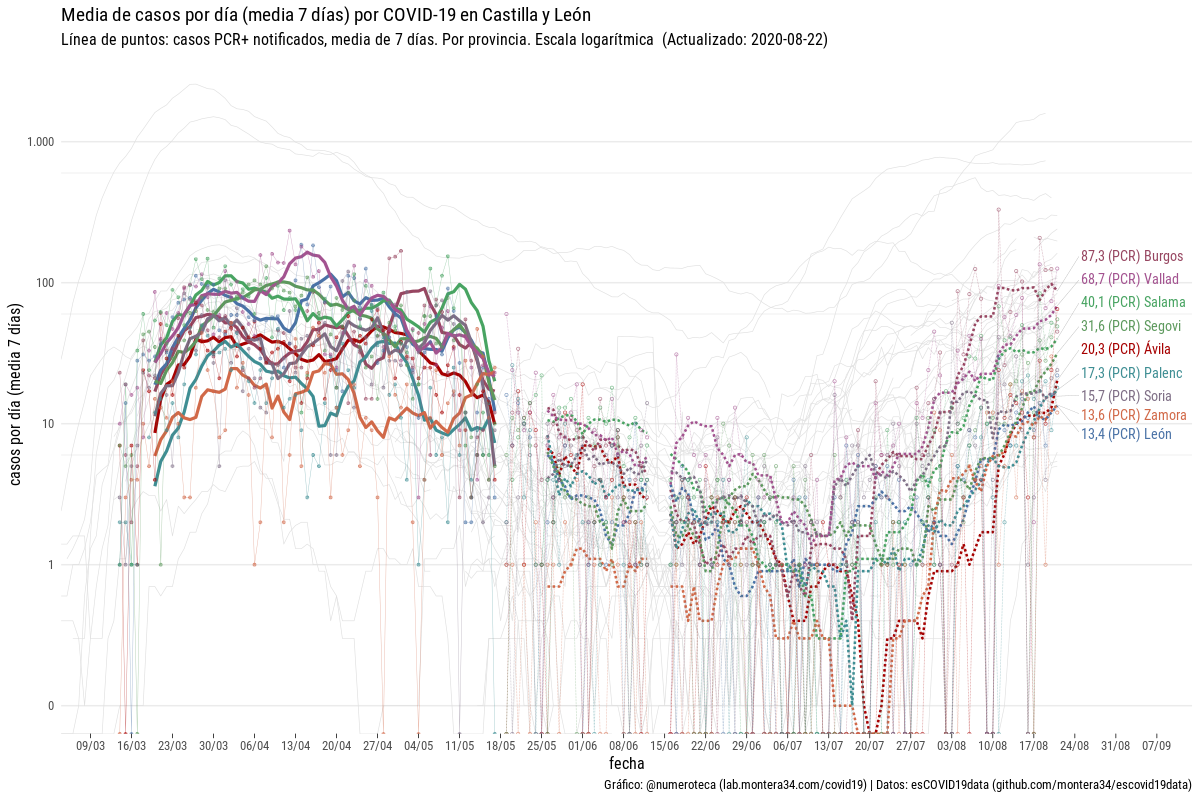 Media de casos por día (media 7 días) por COVID-19 en Castilla y León
Línea de puntos: casos PCR+ notificados, media de 7 días. Por provincia. Escala logarítmica (Actualizado: 2020-08-22)
casos por día (media 7 días)
1.000
100
10
1
0
87,3 (PCR) Burgos
68,7 (PCR) Vallad
40,1 (PCR) Salama
31,6 (PCR) Segovi
20,3 (PCR) Ávila
17,3 (PCR) Palenc
15,7 (PCR) Soria
13,6 (PCR) Zamora
13,4 (PCR) León
09/03 16/03 23/03 30/03 06/04 13/04 20/04 27/04 04/05 11/05 18/05 25/05 01/06 08/06 15/06 22/06 29/06 06/07 13/07 20/07 27/07 03/08 10/08 17/08 24/08 31/08 07/09
fecha
Gráfico: @numeroteca (lab.montera34.com/covid19) | Datos: esCOVID19data (github.com/montera34/escovid19data)